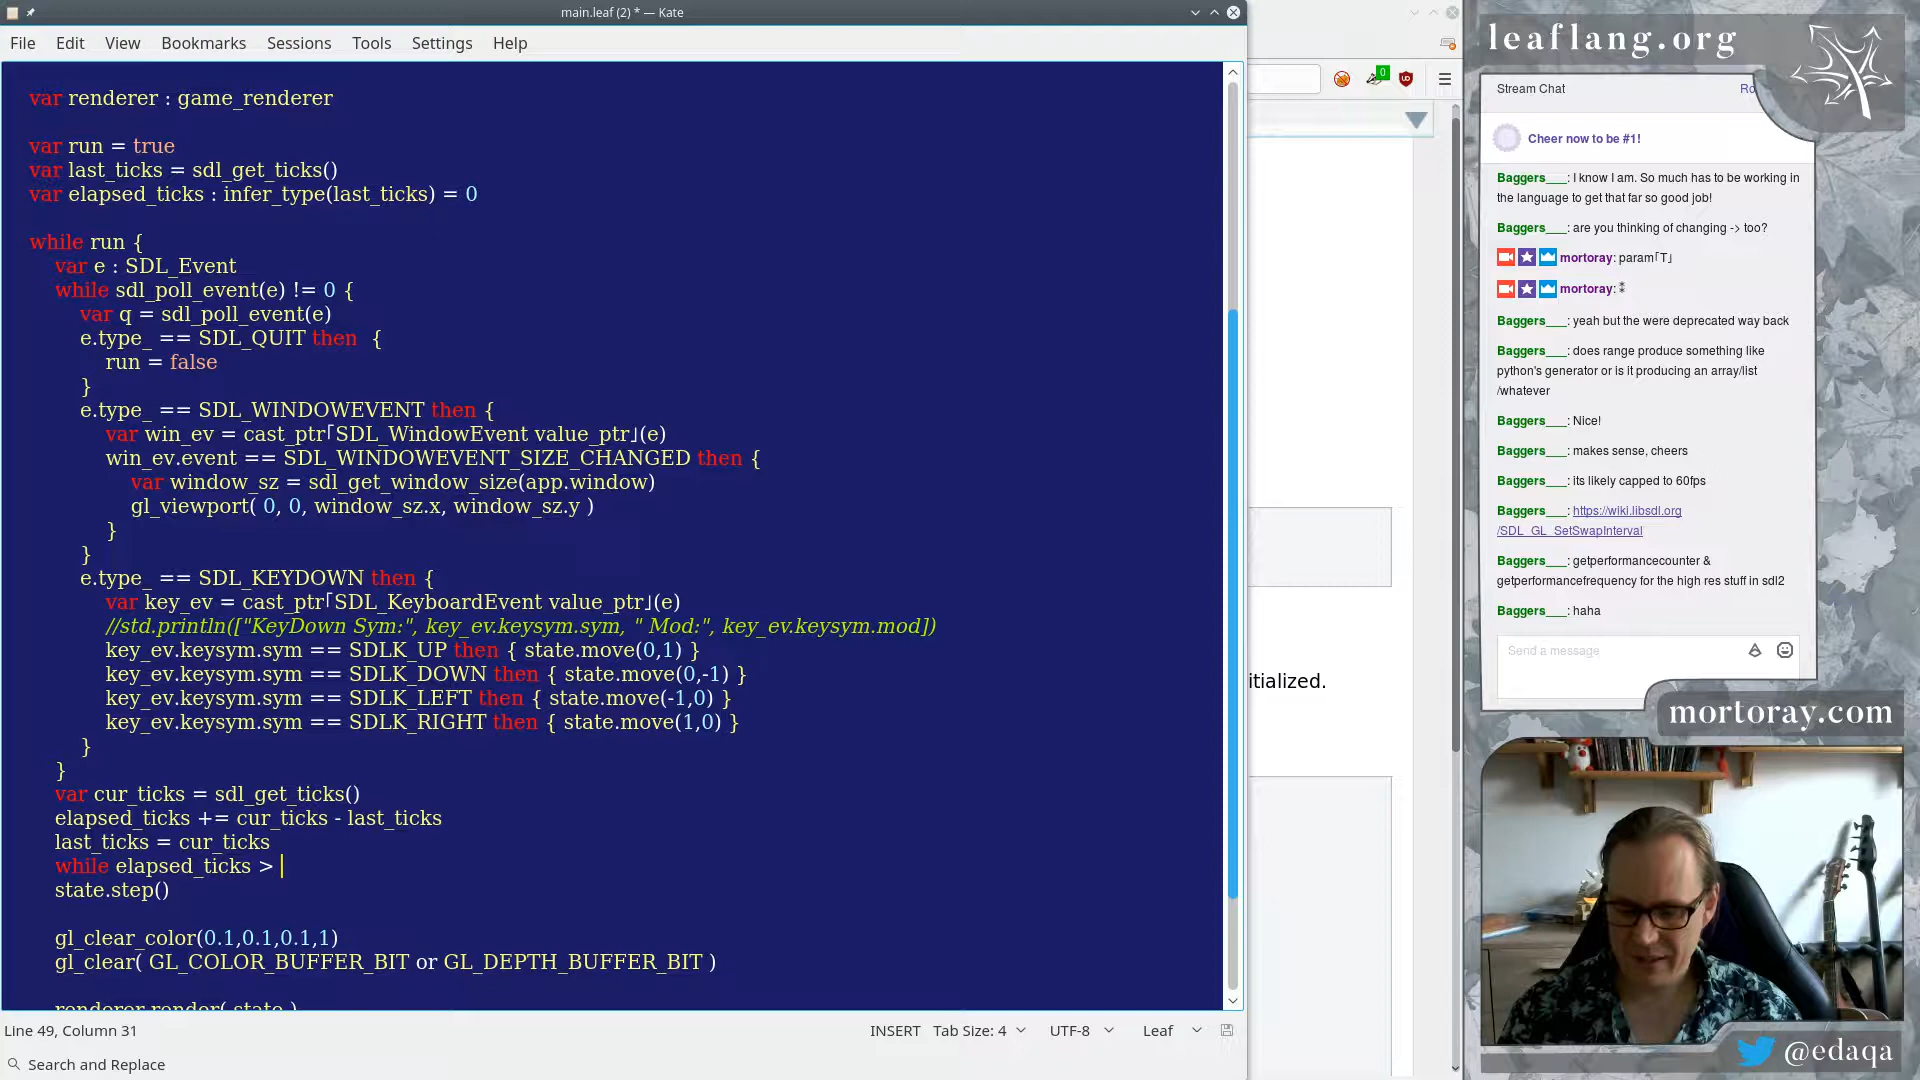 main.leaf (2) * — Kate
File Edit View Bookmarks Sessions Tools Settings Help
var renderer : game_renderer
var run = true
var last_ticks = sdl_get_ticks()
var elapsed_ticks : infer_type(last_ticks) = 0
while run {
var e : SDL_Event
while sdl_poll_event(e) != 0 {
var q = sdl_poll_event(e)
e.type_ == SDL_QUIT then {
run = false
}
e.type_ == SDL_WINDOWEVENT then {
var win_ev = cast_ptr｢SDL_WindowEvent value_ptr｣(e)
win_ev.event == SDL_WINDOWEVENT_SIZE_CHANGED then {
var window_sz = sdl_get_window_size(app.window)
gl_viewport( 0, 0, window_sz.x, window_sz.y )
}
}
e.type_ == SDL_KEYDOWN then {
var key_ev = cast_ptr｢SDL_KeyboardEvent value_ptr｣(e)
//std.println(["KeyDown Sym:", key_ev.keysym.sym, " Mod:", key_ev.keysym.mod])
key_ev.keysym.sym == SDLK_UP then { state.move(0,1) }
key_ev.keysym.sym == SDLK_DOWN then { state.move(0,-1) }
key_ev.keysym.sym == SDLK_LEFT then { state.move(-1,0) }
key_ev.keysym.sym == SDLK_RIGHT then { state.move(1,0) }
}
}
var cur_ticks = sdl_get_ticks()
elapsed_ticks += cur_ticks - last_ticks
last_ticks = cur_ticks
while elapsed_ticks >
state.step()
gl_clear_color(0.1,0.1,0.1,1)
gl_clear( GL_COLOR_BUFFER_BIT or GL_DEPTH_BUFFER_BIT )
renderer.render( state )
Line 49, Column 31
INSERT Tab Size: 4 UTF-8 Leaf
Search and Replace
0
itialized.
leaflang.org
Stream Chat Ro
Cheer now to be #1!
Baggers___: I know I am. So much has to be working in
the language to get that far so good job!
Baggers___: are you thinking of changing -> too?
mortoray: param｢T｣
mortoray: ⁑
Baggers___: yeah but the were deprecated way back
Baggers___: does range produce something like
python's generator or is it producing an array/list
/whatever
Baggers___: Nice!
Baggers___: makes sense, cheers
Baggers___: its likely capped to 60fps
Baggers___: https://wiki.libsdl.org
/SDL_GL_SetSwapInterval
Baggers___: getperformancecounter &
getperformancefrequency for the high res stuff in sdl2
Baggers___: haha
Send a message
mortoray.com
@edaqa